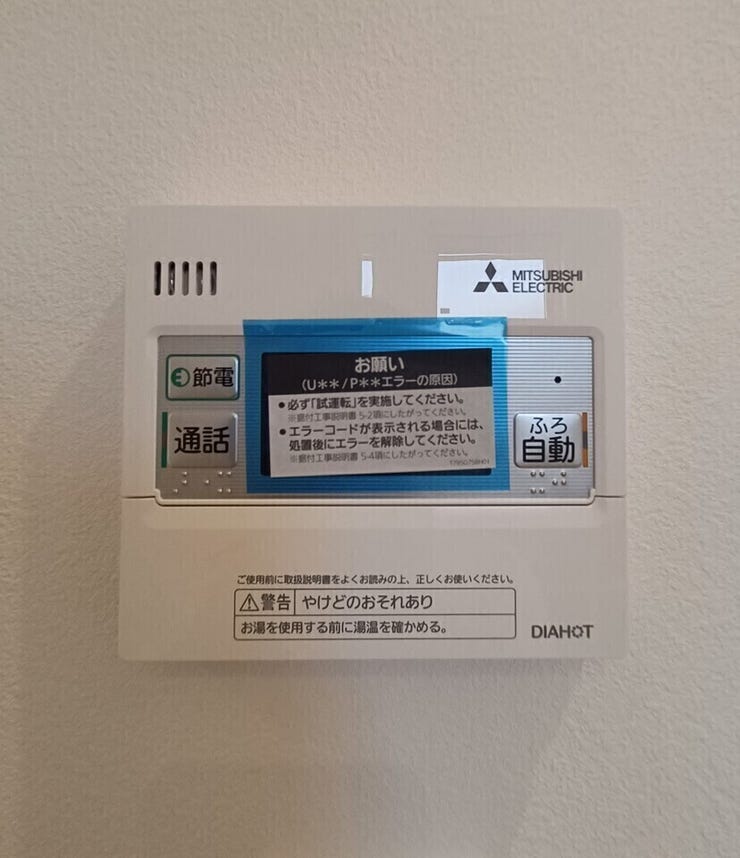 MITSUBISHI
ELECTRIC
節電
お願い
(U**/P**エラーの原因)
●必ず「試運転」を実施してください。
※据付工事説明書 5-2項にしたがってください。
●エラーコードが表示される場合には、
処置後にエラーを解除してください。
※据付工事説明書 5-4項にしたがってください。
通話
ふろ
自動
ご使用前に取扱説明書をよくお読みの上、正しくお使いください。
警告 やけどのおそれあり
お湯を使用する前に湯温を確かめる。
DIAHOT